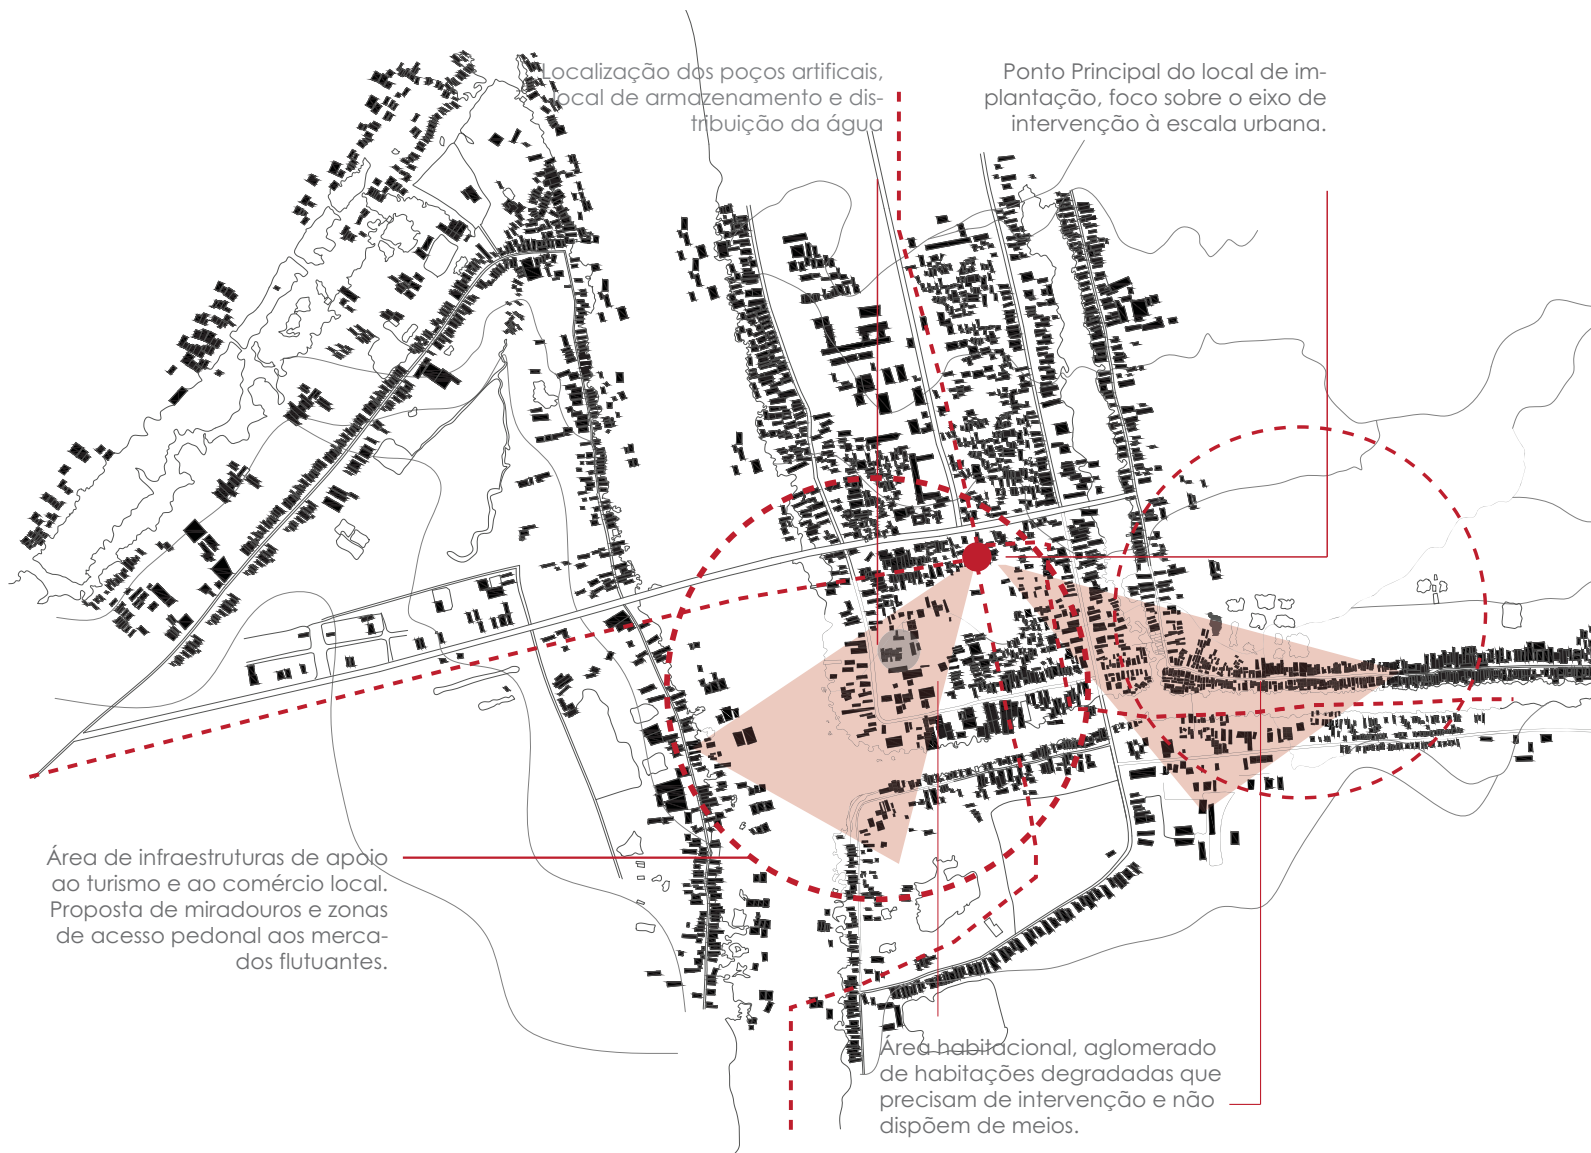 Localização dos poços artificais,
local de armazenamento e dis-
tribuição da água
Ponto Principal do local de im-
plantação, foco sobre o eixo de
intervenção à escala urbana.
Área de infraestruturas de apoio
ao turismo e ao comércio local.
Proposta de miradouros e zonas
de acesso pedonal aos merca-
dos flutuantes.
Área habitacional, aglomerado
de habitações degradadas que
precisam de intervenção e não
dispõem de meios.